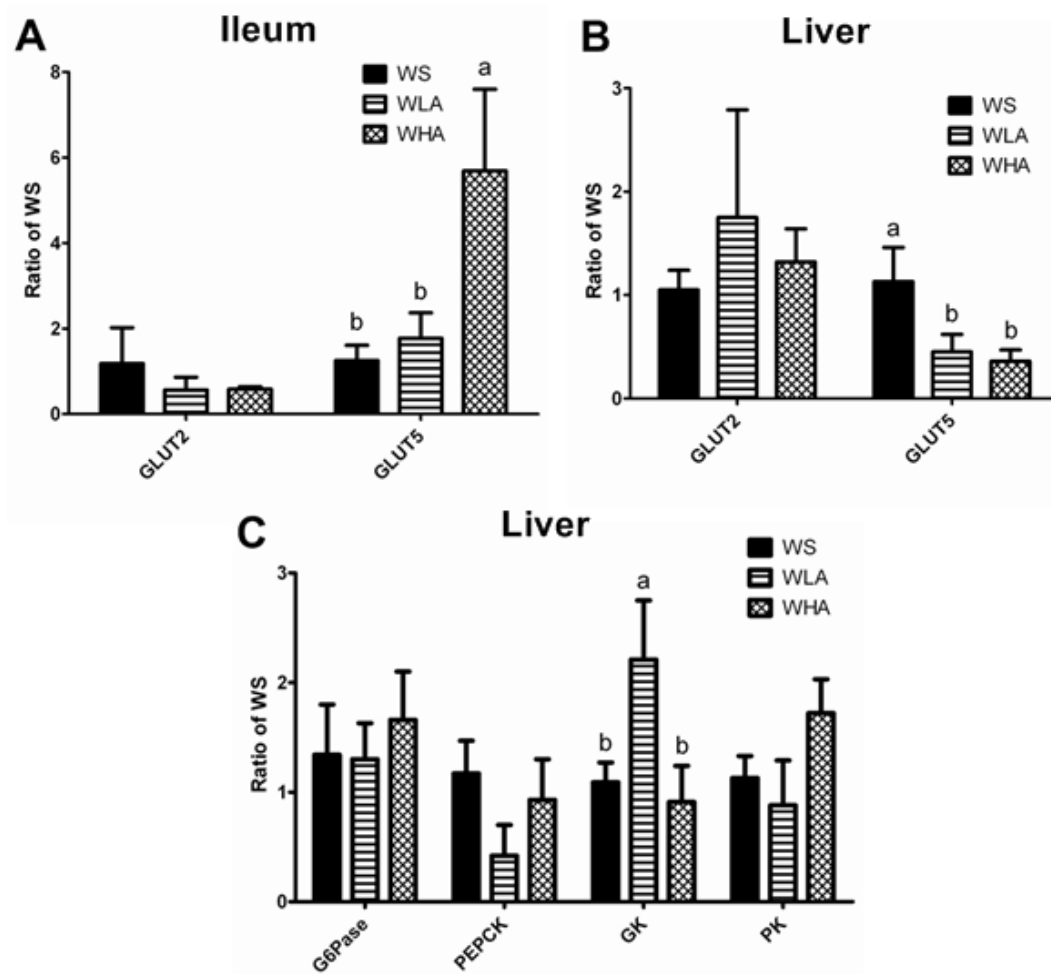 A
Ileum
WS
WLA
WHA
a
b
b
Ratio of WS
8
6
4
2
0
GLUT2
GLUT5
B
Liver
WS
WLA
WHA
a
b
b
Ratio of WS
3
2
1
0
GLUT2
GLUT5
C
Liver
WS
WLA
WHA
a
b
b
Ratio of WS
3
2
1
0
G6Pase
PEPCK
GK
PK